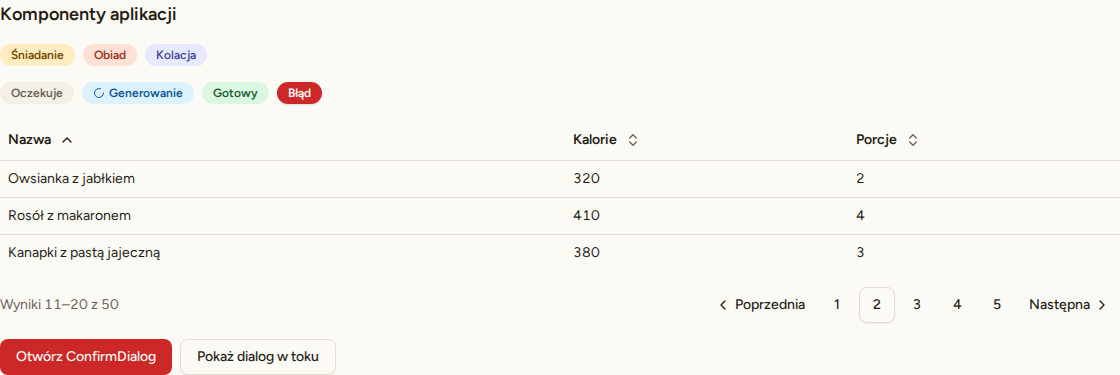 Komponenty aplikacji
Śniadanie Obiad Kolacja
Oczekuje Generowanie Gotowy Błąd
Nazwa Kalorie Porcje
Owsianka z jabłkiem 320 2
Rosół z makaronem 410 4
Kanapki z pastą jajeczną 380 3
Wyniki 11–20 z 50 Poprzednia 1 2 3 4 5 Następna
Otwórz ConfirmDialog Pokaż dialog w toku